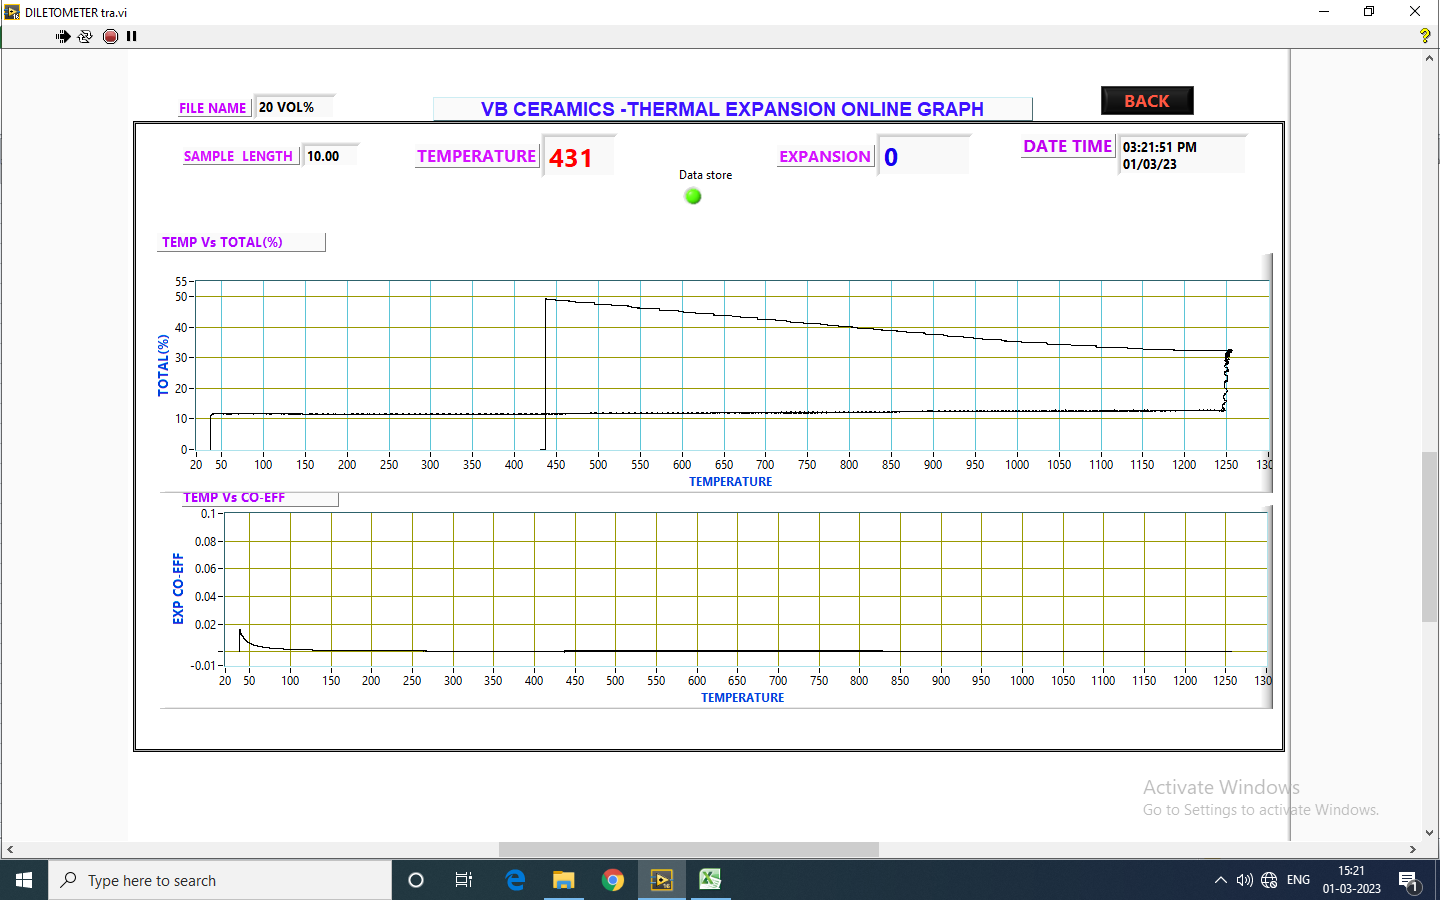 DILETOMETER tra.vi
FILE NAME 20 VOL%
VB CERAMICS -THERMAL EXPANSION ONLINE GRAPH
BACK
SAMPLE LENGTH 10.00
TEMPERATURE 431
EXPANSION 0
DATE TIME 03:21:51 PM
01/03/23
Data store
TEMP Vs TOTAL(%)
TOTAL(%)
55
50
40
30
20
10
0
20 50 100 150 200 250 300 350 400 450 500 550 600 650 700 750 800 850 900 950 1000 1050 1100 1150 1200 1250 130
TEMPERATURE
TEMP Vs CO-EFF
EXP CO-EFF
0.1
0.08
0.06
0.04
0.02
-0.01
20 50 100 150 200 250 300 350 400 450 500 550 600 650 700 750 800 850 900 950 1000 1050 1100 1150 1200 1250 130
TEMPERATURE
Activate Windows
Go to Settings to activate Windows.
Type here to search
16
ENG
15:21
01-03-2023
1